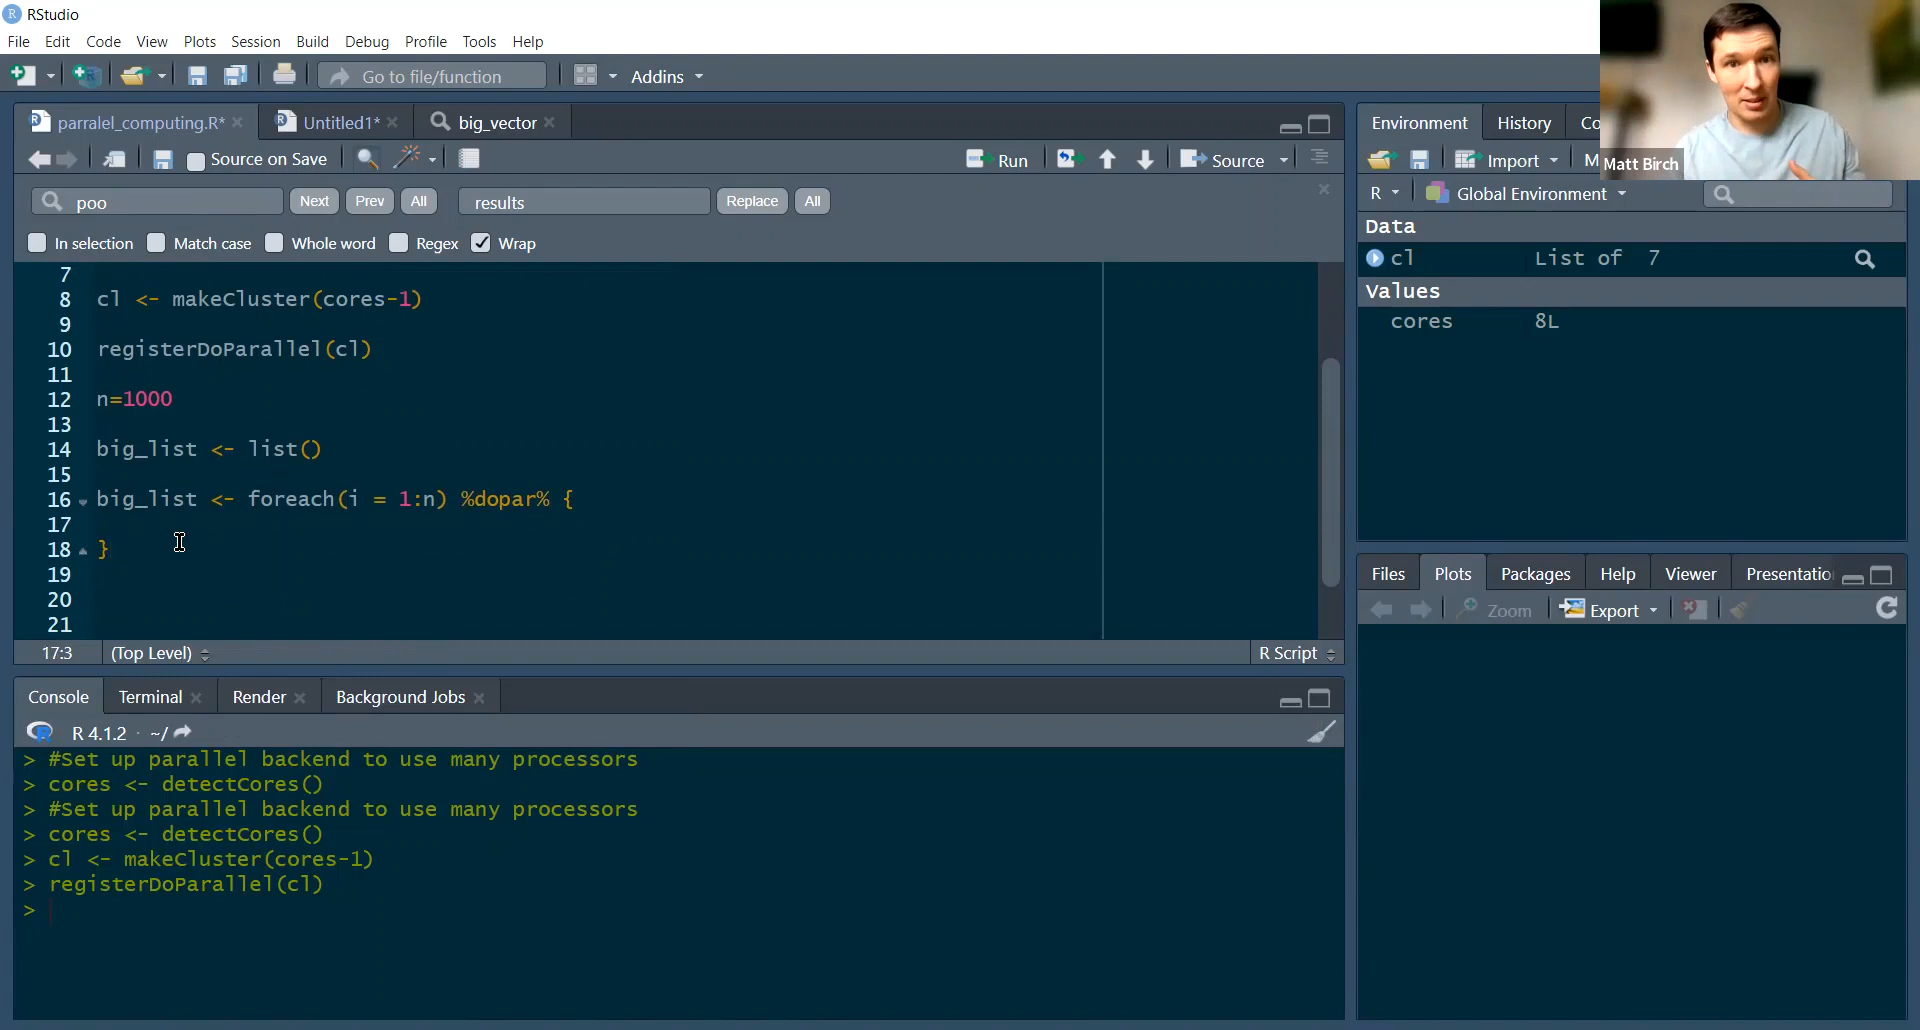 RStudio
File Edit Code View Plots Session Build Debug Profile Tools Help
Go to file/function Addins
parralel_computing.R* Untitled1* big_vector
Source on Save Run Source
poo Next Prev All results Replace All
In selection Match case Whole word Regex Wrap
7
8 cl <- makeCluster(cores-1)
9
10 registerDoParallel(cl)
11
12 n=1000
13
14 big_list <- list()
15
16 big_list <- foreach(i = 1:n) %dopar% {
17
18 }
19
20
21
17:3 (Top Level) R Script
Console Terminal Render Background Jobs
R 4.1.2 · ~/
> #Set up parallel backend to use many processors
> cores <- detectCores()
> #Set up parallel backend to use many processors
> cores <- detectCores()
> cl <- makeCluster(cores-1)
> registerDoParallel(cl)
>
Matt Birch
Environment History Co
Import M
R Global Environment
Data
cl List of 7
Values
cores 8L
Files Plots Packages Help Viewer Presentatio
Zoom Export